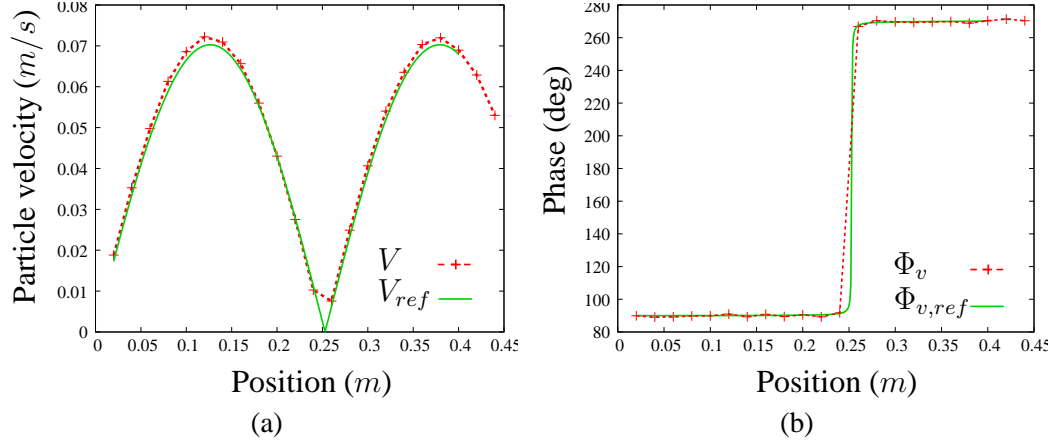 0.08
0.07
0.06
0.05
0.04
0.03
0.02
0.01
0
0 0.05 0.1 0.15 0.2 0.25 0.3 0.35 0.4 0.45
Particle velocity (m/s)
Position (m)
V
V_ref
(a)
280
260
240
220
200
180
160
140
120
100
80
0 0.05 0.1 0.15 0.2 0.25 0.3 0.35 0.4 0.45
Phase (deg)
Position (m)
Φ_v
Φ_v,ref
(b)